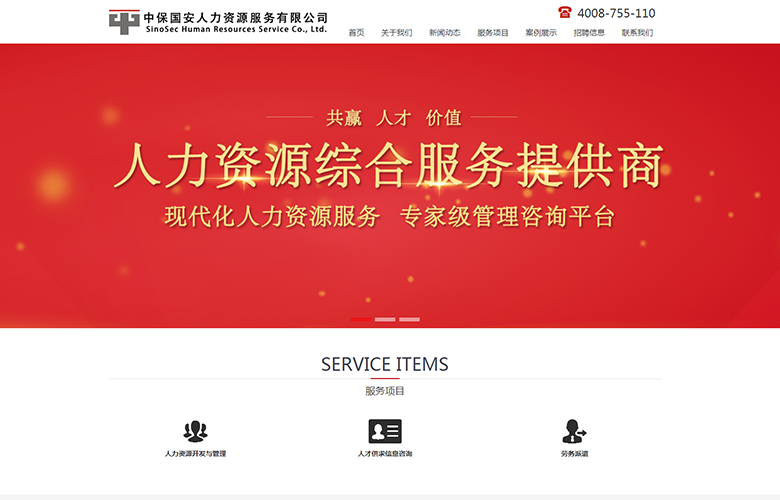 中保国安人力资源服务有限公司
SinoSec Human Resources Service Co., Ltd.
4008-755-110
首页 关于我们 新闻动态 服务项目 案例展示 招聘信息 联系我们
共赢 人才 价值
人力资源综合服务提供商
现代化人力资源服务 专家级管理咨询平台
SERVICE ITEMS
服务项目
人力资源开发与管理 人才供求信息咨询 劳务派遣